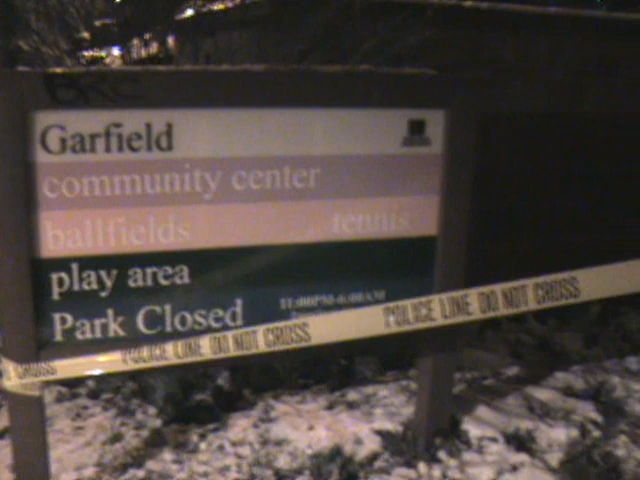 Garfield
community center
ballfields tennis
play area
Park Closed 11:00PM-6:00AM
CROSS POLICE LINE DO NOT CROSS POLICE LINE DO NOT CROSS